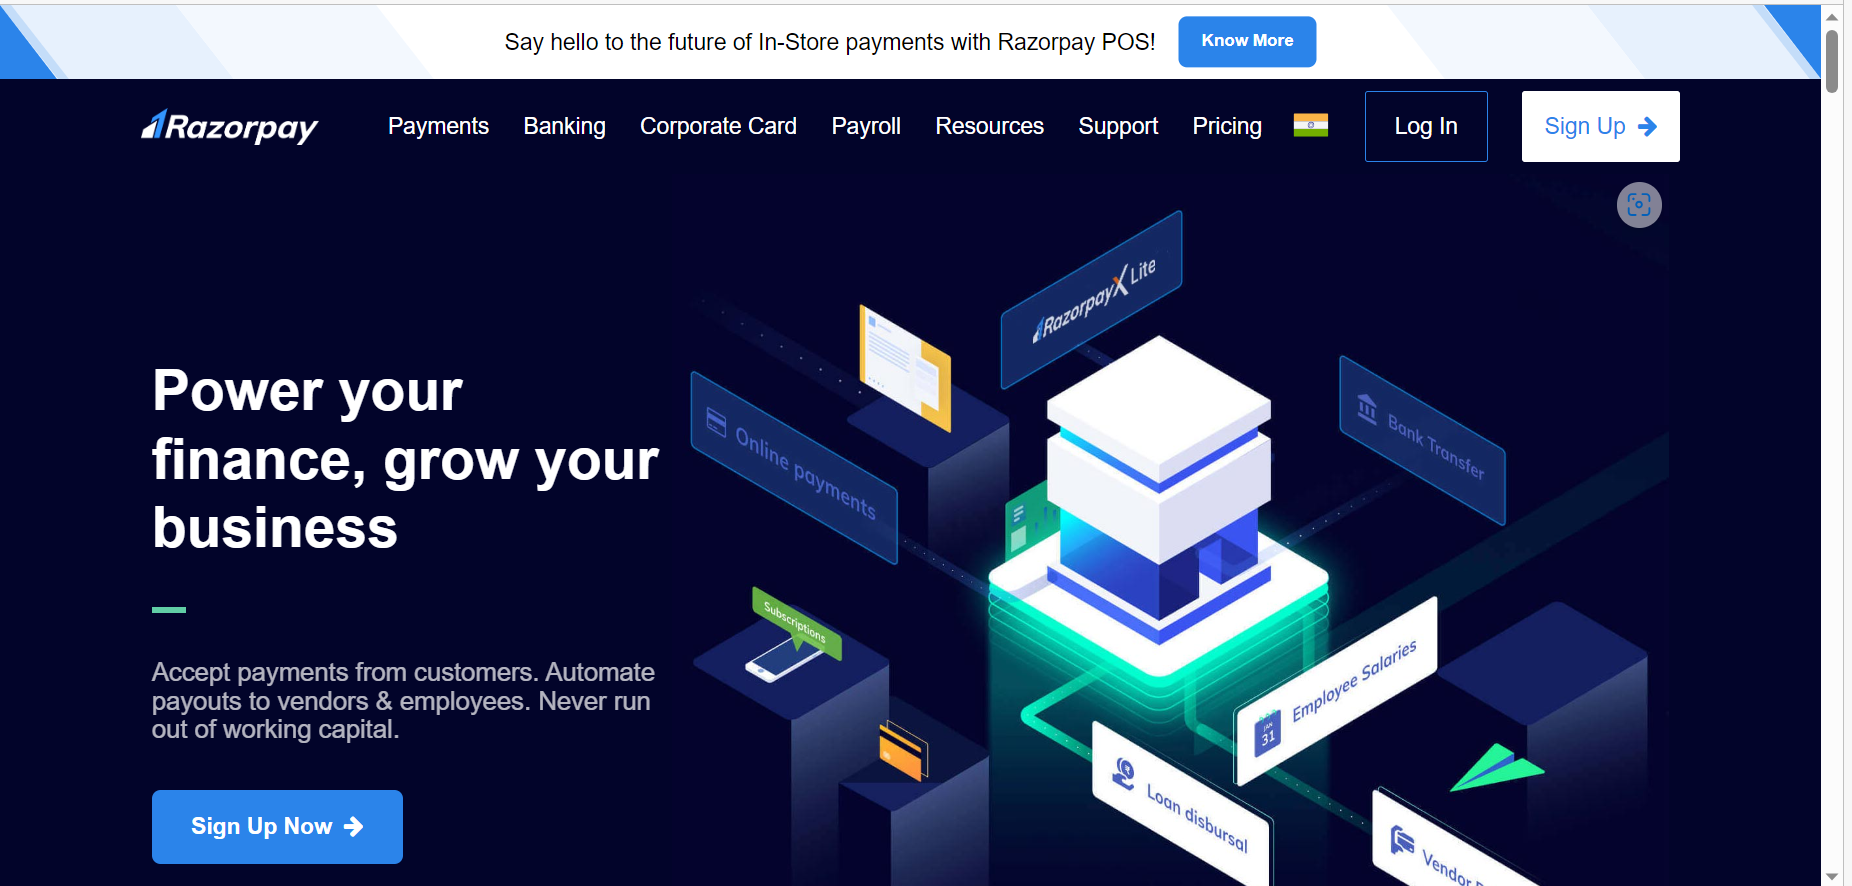 Say hello to the future of In-Store payments with Razorpay POS!
Know More
Razorpay
Payments
Banking
Corporate Card
Payroll
Resources
Support
Pricing
Log In
Sign Up
Power your
finance, grow your
business
Accept payments from customers. Automate
payouts to vendors & employees. Never run
out of working capital.
Sign Up Now
RazorpayX Lite
Online payments
Bank Transfer
Subscriptions
Employee Salaries
JAN
31
Loan disbursal
Vendor